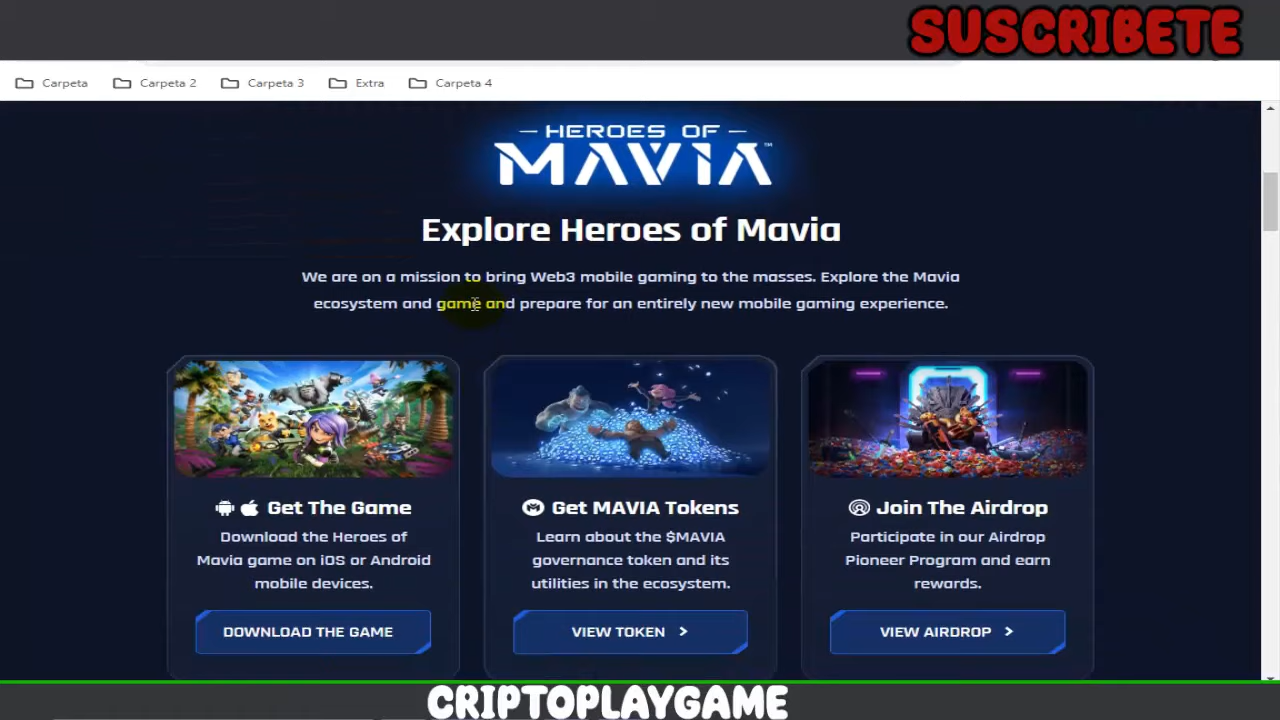 SUSCRIBETE
Carpeta
Carpeta 2
Carpeta 3
Extra
Carpeta 4
HEROES OF
MAVIA™
Explore Heroes of Mavia
We are on a mission to bring Web3 mobile gaming to the masses. Explore the Mavia
ecosystem and game and prepare for an entirely new mobile gaming experience.
Get The Game
Download the Heroes of
Mavia game on iOS or Android
mobile devices.
DOWNLOAD THE GAME
Get MAVIA Tokens
Learn about the $MAVIA
governance token and its
utilities in the ecosystem.
VIEW TOKEN >
Join The Airdrop
Participate in our Airdrop
Pioneer Program and earn
rewards.
VIEW AIRDROP >
CRIPTOPLAYGAME